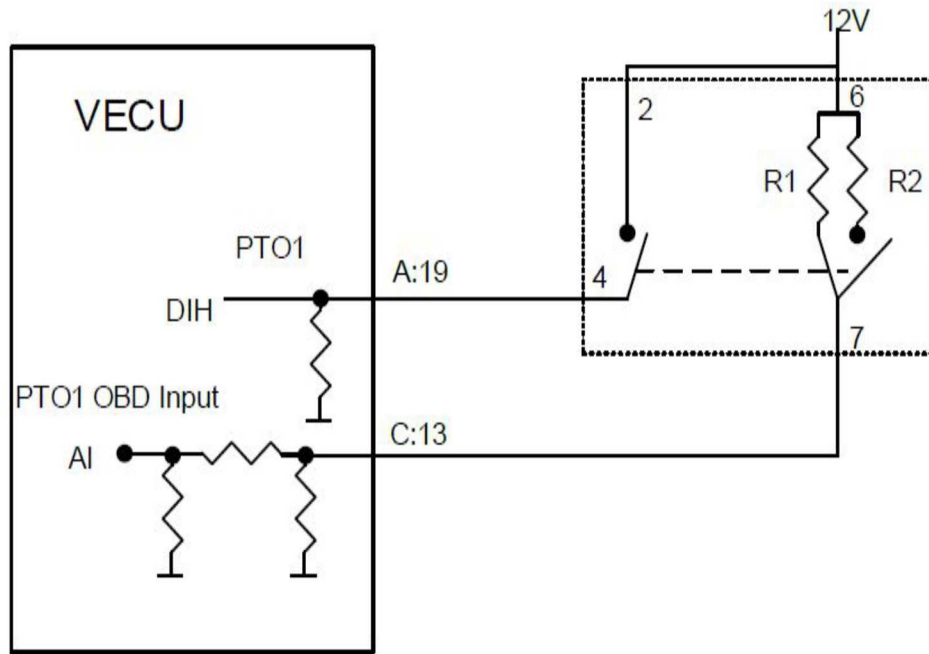 12V
VECU
2
6
R1
R2
PTO1
A:19
4
DIH
7
PTO1 OBD Input
C:13
AI